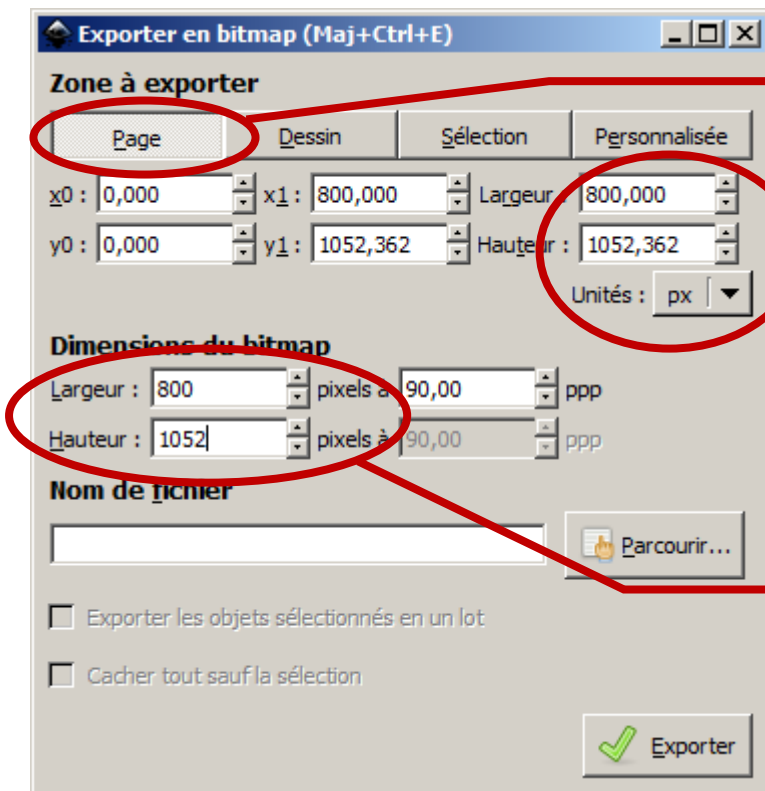 Exporter en bitmap (Maj+Ctrl+E)
Zone à exporter
Page Dessin Sélection Personnalisée
x0 : 0,000 x1 : 800,000 Largeur : 800,000
y0 : 0,000 y1 : 1052,362 Hauteur : 1052,362
Unités : px
Dimensions du bitmap
Largeur : 800 pixels à 90,00 ppp
Hauteur : 1052 pixels à 90,00 ppp
Nom de fichier
Parcourir...
Exporter les objets sélectionnés en un lot
Cacher tout sauf la sélection
Exporter